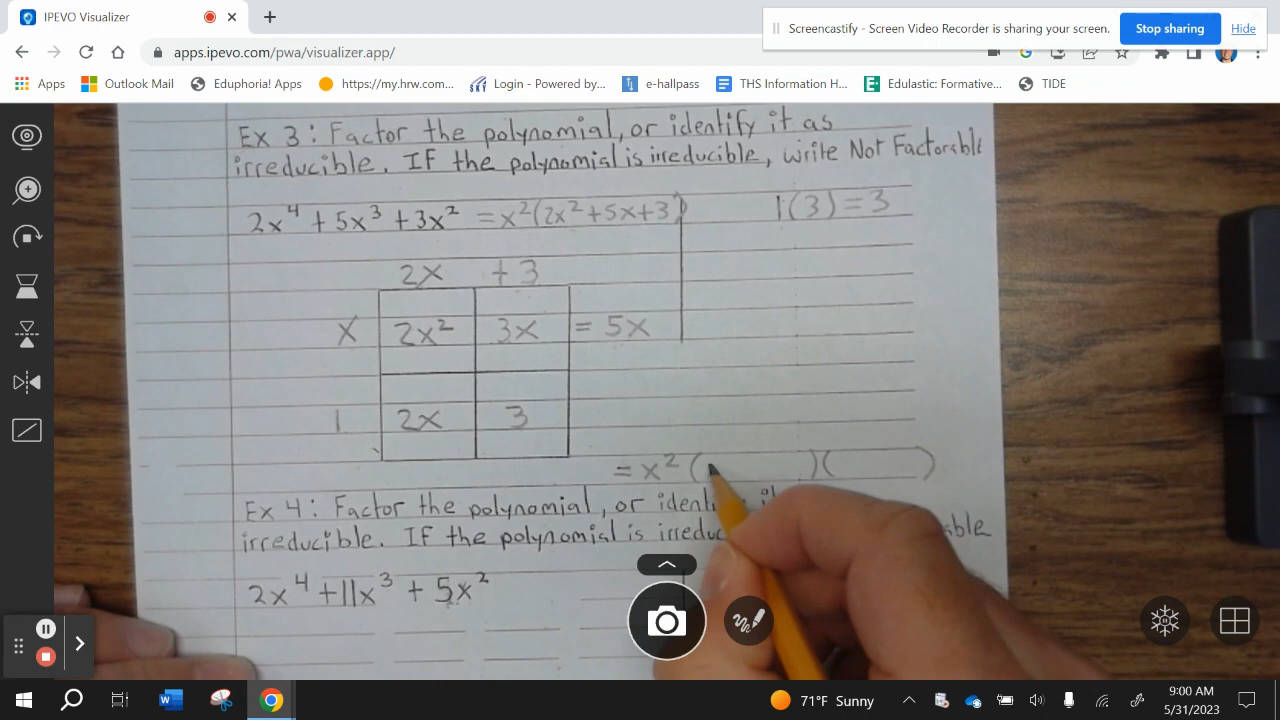 IPEVO Visualizer
Screencastify - Screen Video Recorder is sharing your screen. Stop sharing Hide
apps.ipevo.com/pwa/visualizer.app/
Apps Outlook Mail Eduphoria! Apps https://my.hrw.com... Login - Powered by... e-hallpass THS Information H... Edulastic: Formative... TIDE
Ex 3: Factor the polynomial, or identify it as
irreducible. If the polynomial is irreducible, write Not Factorable
2x⁴ + 5x³ + 3x² = x²(2x² + 5x + 3) 1(3) = 3
2x + 3
x 2x² 3x = 5x
1 2x 3
= x² ( )( )
Ex 4: Factor the polynomial, or
irreducible. If the polynomial is
2x⁴ + 11x³ + 5x²
71°F Sunny
9:00 AM
5/31/2023